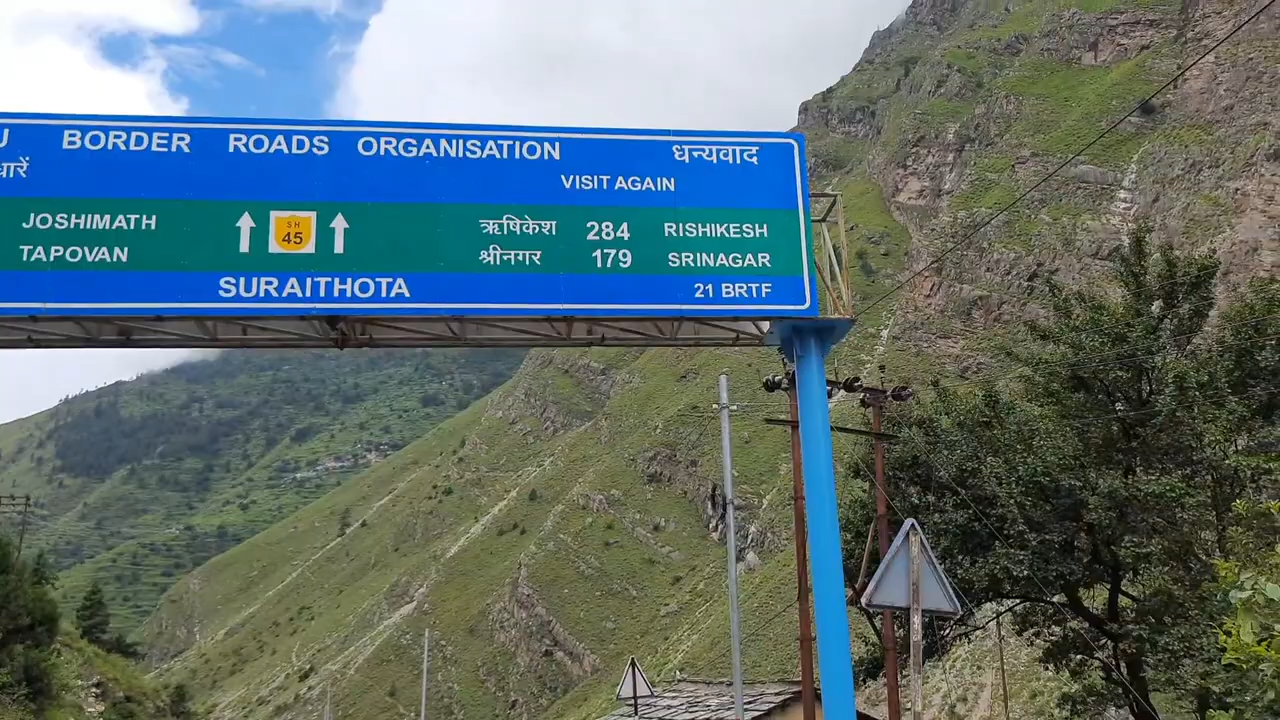 BORDER ROADS ORGANISATION धन्यवाद
VISIT AGAIN
JOSHIMATH SH 45 ऋषिकेश 284 RISHIKESH
TAPOVAN श्रीनगर 179 SRINAGAR
SURAITHOTA 21 BRTF